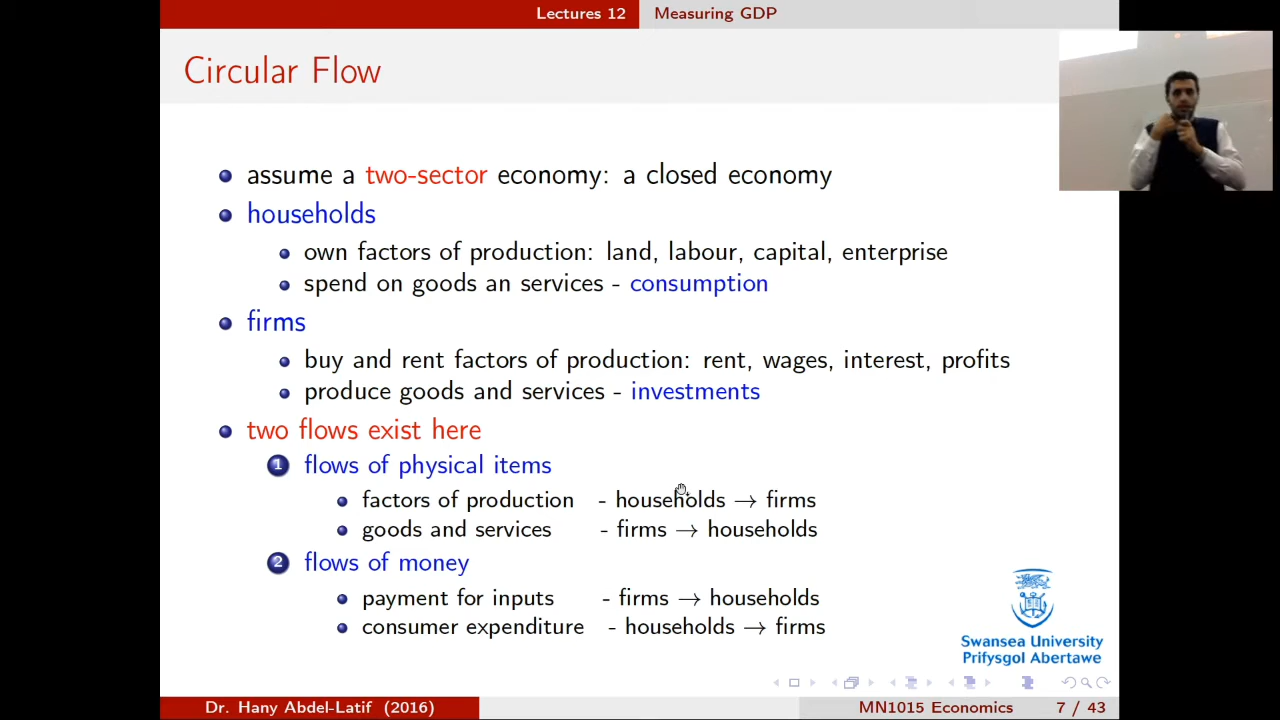 Lectures 12 Measuring GDP
Circular Flow
assume a two-sector economy: a closed economy
households
own factors of production: land, labour, capital, enterprise
spend on goods an services - consumption
firms
buy and rent factors of production: rent, wages, interest, profits
produce goods and services - investments
two flows exist here
1 flows of physical items
factors of production - households → firms
goods and services - firms → households
2 flows of money
payment for inputs - firms → households
consumer expenditure - households → firms
Swansea University
Prifysgol Abertawe
Dr. Hany Abdel-Latif (2016) MN1015 Economics 7 / 43